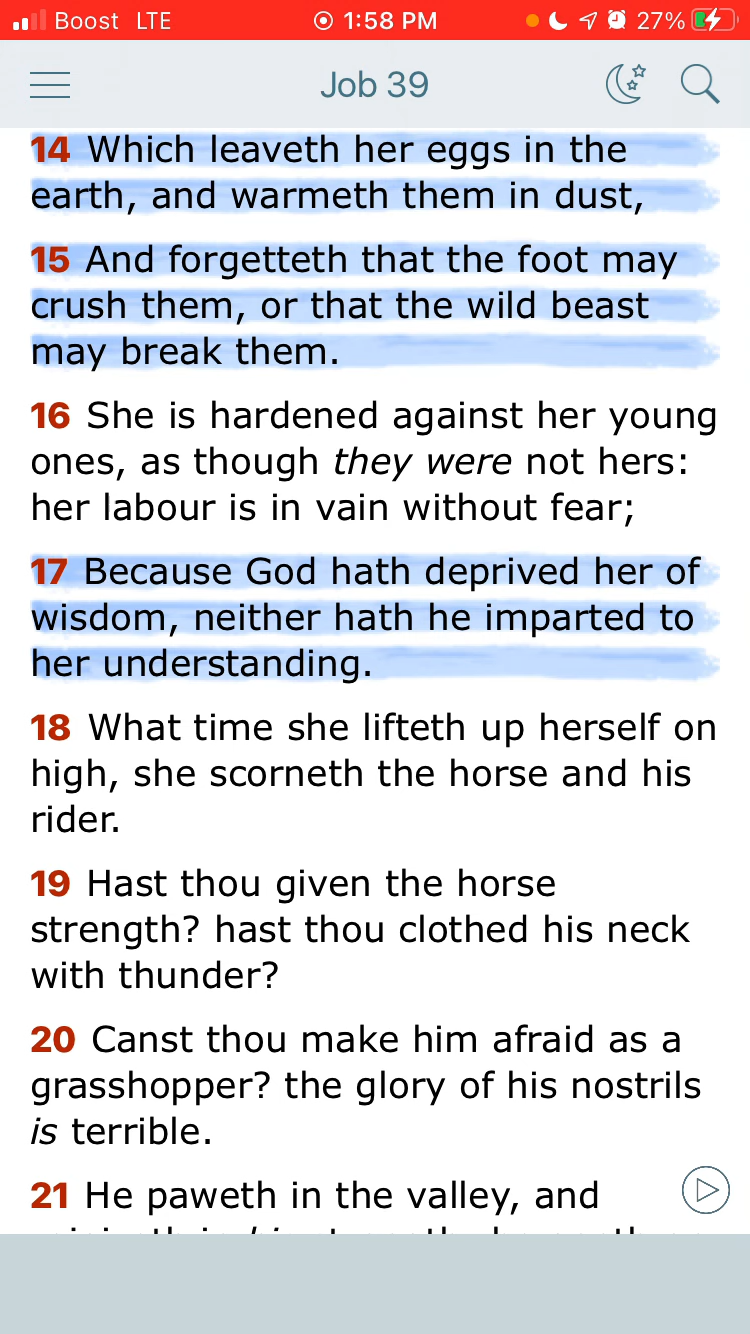 Boost LTE 1:58 PM 27%
Job 39
14 Which leaveth her eggs in the
earth, and warmeth them in dust,
15 And forgetteth that the foot may
crush them, or that the wild beast
may break them.
16 She is hardened against her young
ones, as though they were not hers:
her labour is in vain without fear;
17 Because God hath deprived her of
wisdom, neither hath he imparted to
her understanding.
18 What time she lifteth up herself on
high, she scorneth the horse and his
rider.
19 Hast thou given the horse
strength? hast thou clothed his neck
with thunder?
20 Canst thou make him afraid as a
grasshopper? the glory of his nostrils
is terrible.
21 He paweth in the valley, and